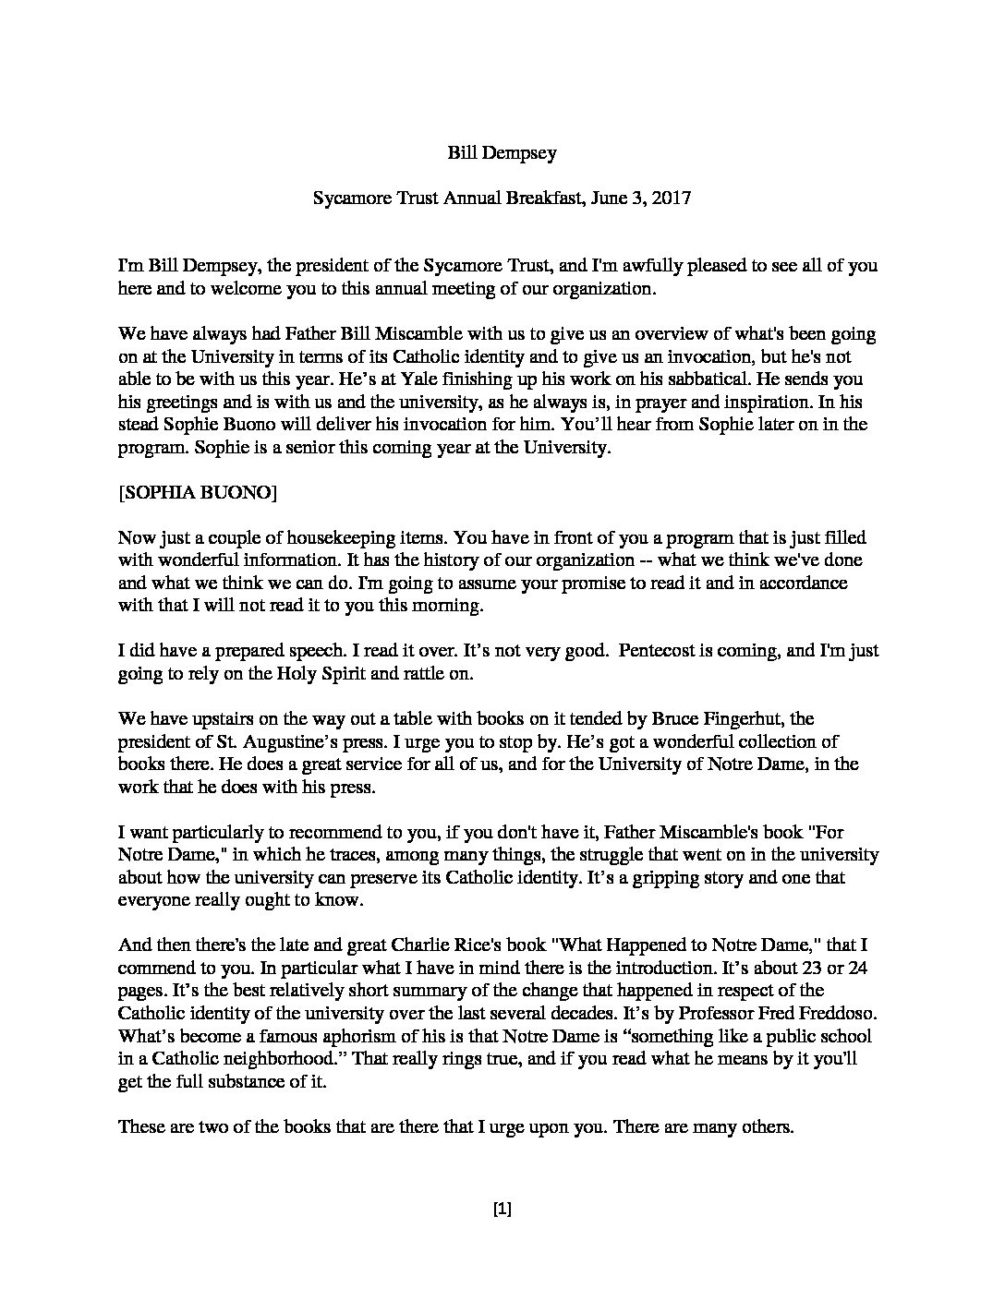 Bill Dempsey
Sycamore Trust Annual Breakfast, June 3, 2017
I'm Bill Dempsey, the president of the Sycamore Trust, and I'm awfully pleased to see all of you
here and to welcome you to this annual meeting of our organization.
We have always had Father Bill Miscamble with us to give us an overview of what's been going
on at the University in terms of its Catholic identity and to give us an invocation, but he's not
able to be with us this year. He’s at Yale finishing up his work on his sabbatical. He sends you
his greetings and is with us and the university, as he always is, in prayer and inspiration. In his
stead Sophie Buono will deliver his invocation for him. You’ll hear from Sophie later on in the
program. Sophie is a senior this coming year at the University.
[SOPHIA BUONO]
Now just a couple of housekeeping items. You have in front of you a program that is just filled
with wonderful information. It has the history of our organization -- what we think we've done
and what we think we can do. I'm going to assume your promise to read it and in accordance
with that I will not read it to you this morning.
I did have a prepared speech. I read it over. It’s not very good.  Pentecost is coming, and I'm just
going to rely on the Holy Spirit and rattle on.
We have upstairs on the way out a table with books on it tended by Bruce Fingerhut, the
president of St. Augustine’s press. I urge you to stop by. He’s got a wonderful collection of
books there. He does a great service for all of us, and for the University of Notre Dame, in the
work that he does with his press.
I want particularly to recommend to you, if you don't have it, Father Miscamble's book "For
Notre Dame," in which he traces, among many things, the struggle that went on in the university
about how the university can preserve its Catholic identity. It’s a gripping story and one that
everyone really ought to know.
And then there's the late and great Charlie Rice's book "What Happened to Notre Dame," that I
commend to you. In particular what I have in mind there is the introduction. It’s about 23 or 24
pages. It’s the best relatively short summary of the change that happened in respect of the
Catholic identity of the university over the last several decades. It’s by Professor Fred Freddoso.
What’s become a famous aphorism of his is that Notre Dame is “something like a public school
in a Catholic neighborhood.” That really rings true, and if you read what he means by it you'll
get the full substance of it.
These are two of the books that are there that I urge upon you. There are many others.
[1]